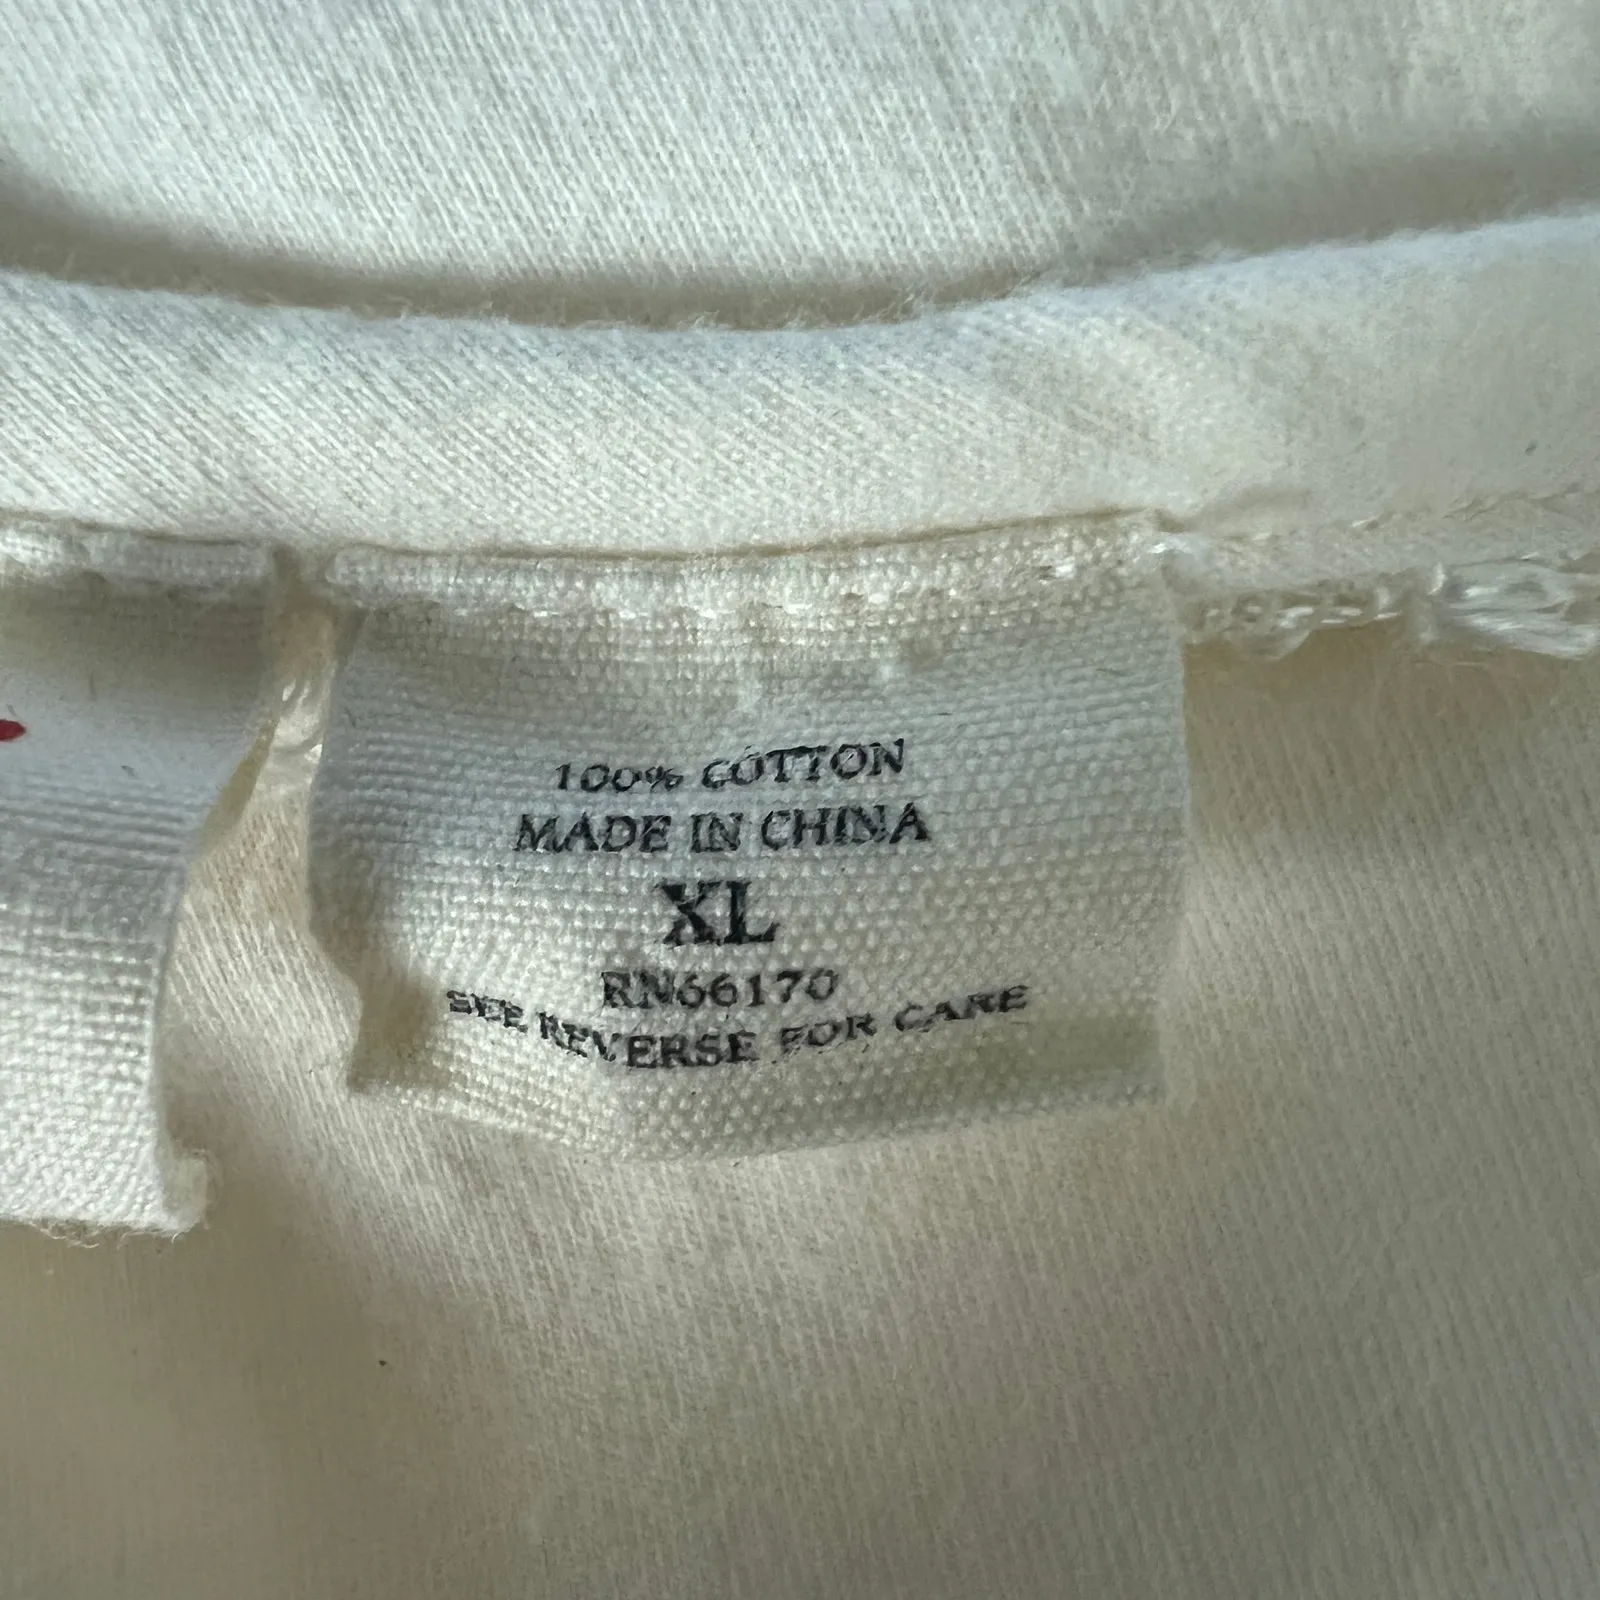 100% COTTON
MADE IN CHINA
XL
RN66170
SEE REVERSE FOR CARE